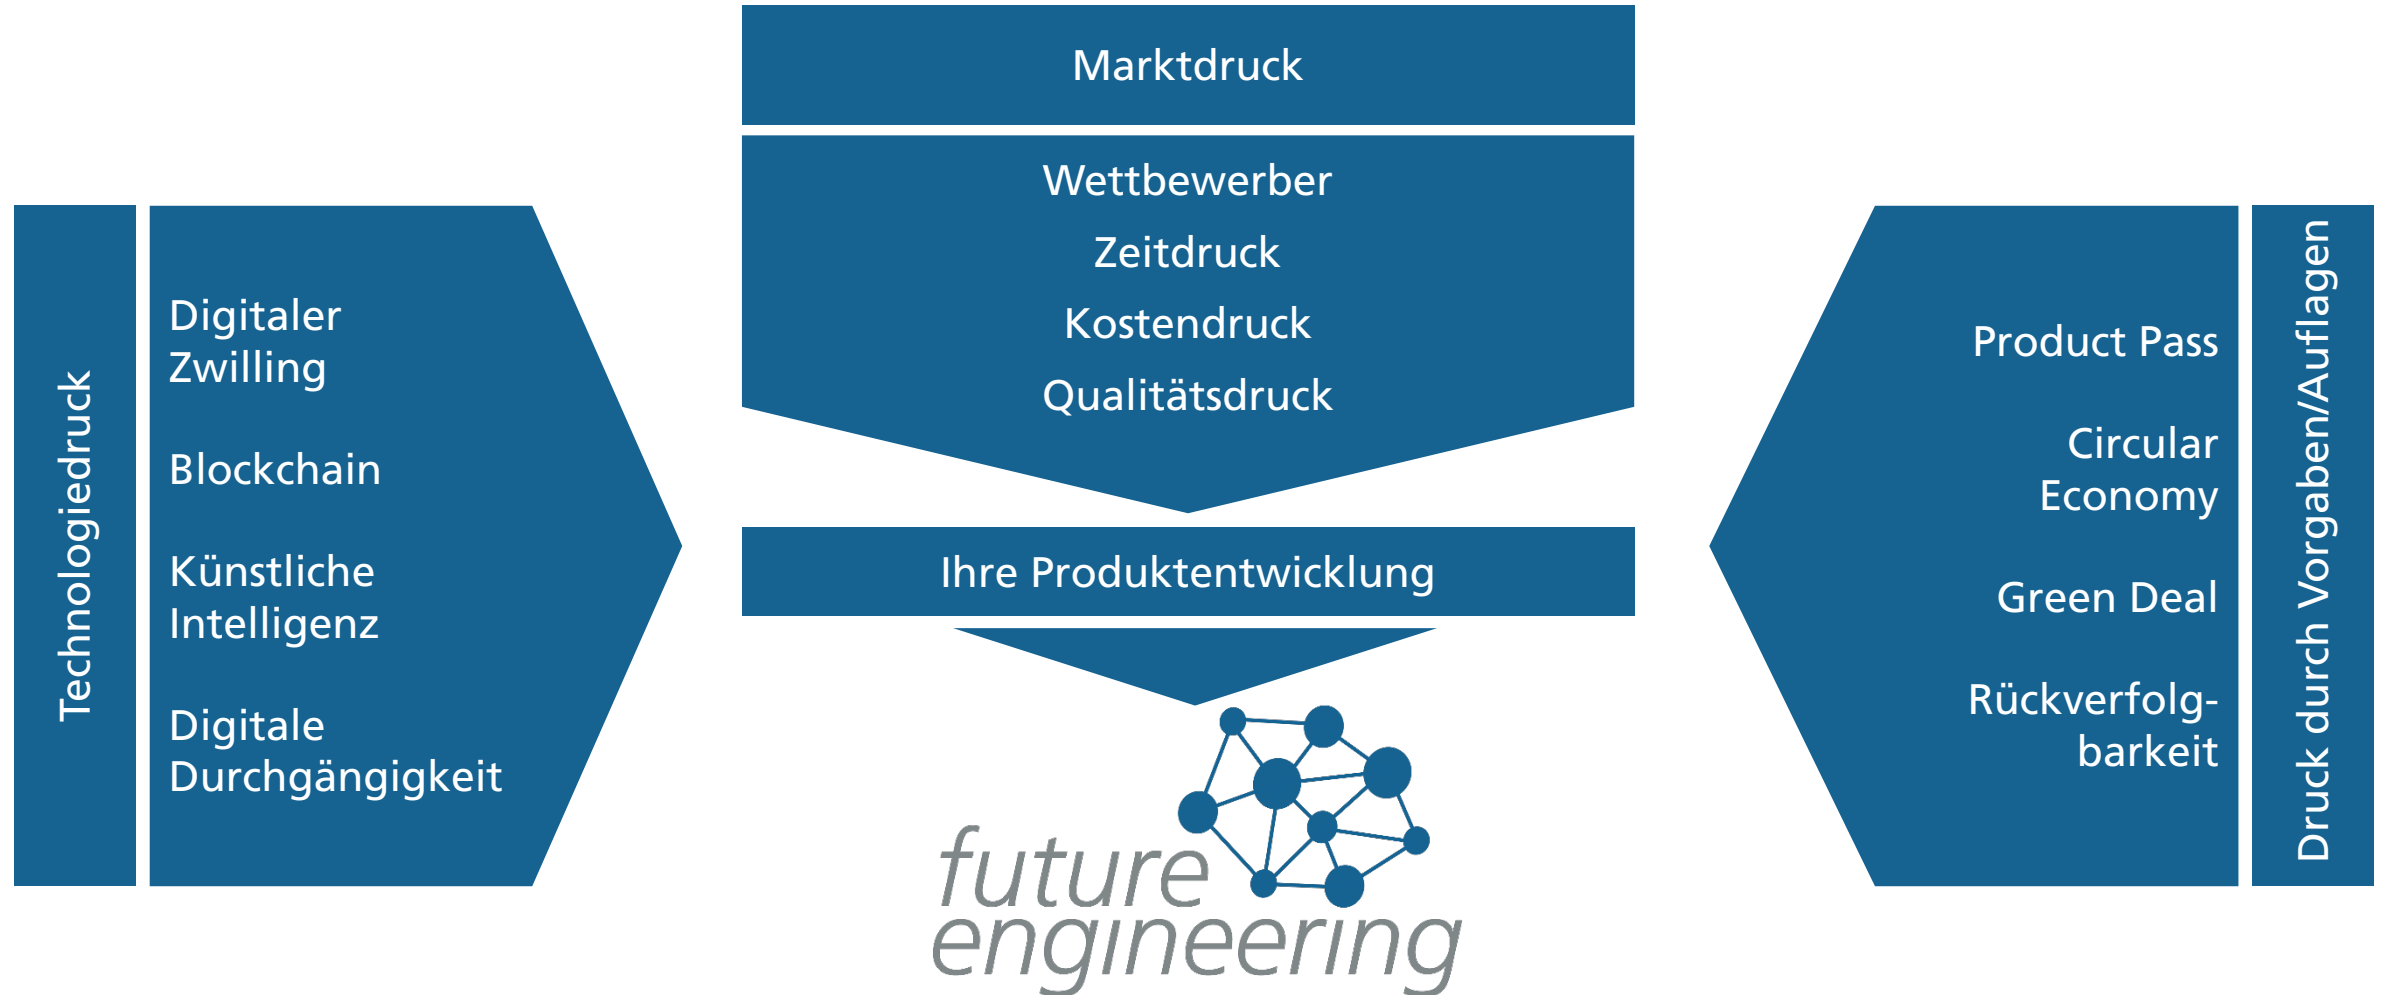 Marktdruck
Wettbewerber
Zeitdruck
Kostendruck
Qualitätsdruck
Technologiedruck
Digitaler
Zwilling
Blockchain
Künstliche
Intelligenz
Digitale
Durchgängigkeit
Ihre Produktentwicklung
Product Pass
Circular
Economy
Green Deal
Rückverfolg-
barkeit
Druck durch Vorgaben/Auflagen
future
engineering